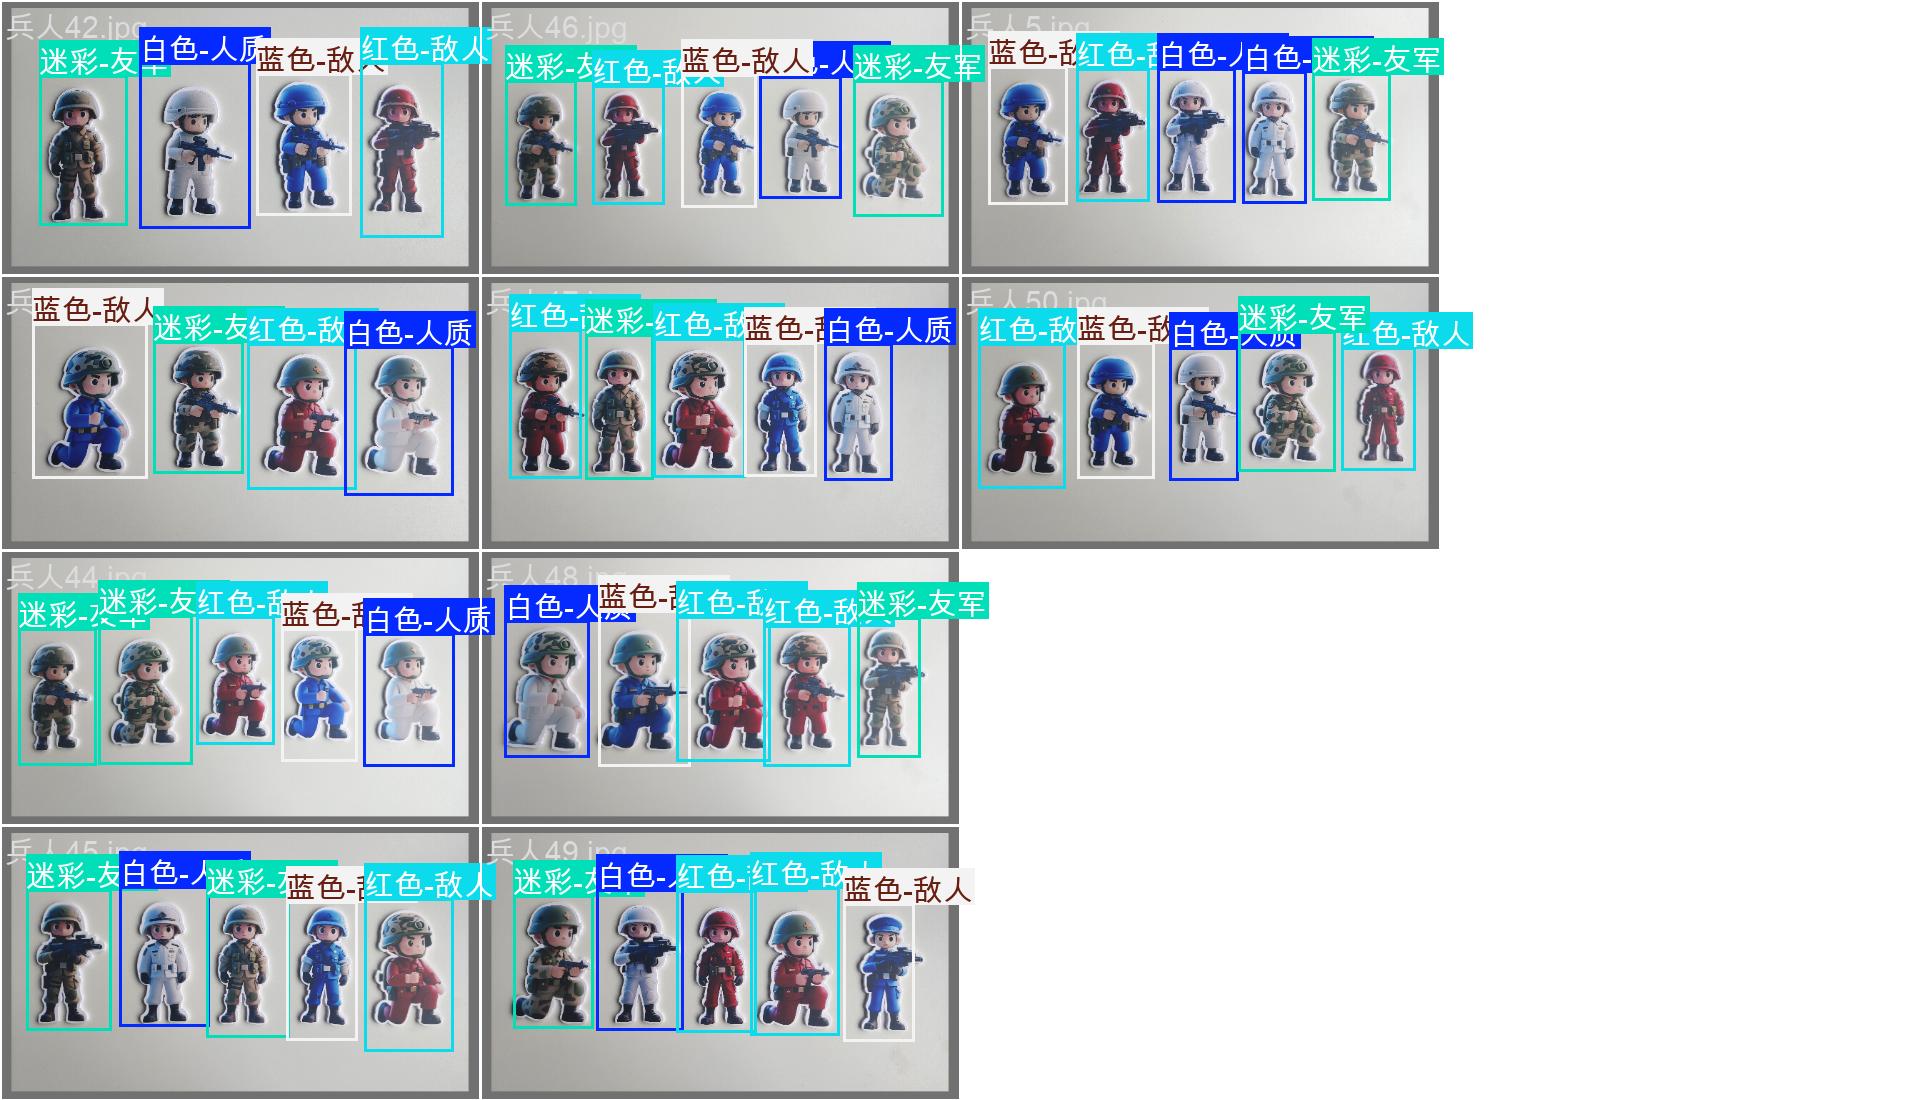 兵人42.jpg
迷彩-友军
白色-人质
蓝色-敌人
红色-敌人
兵人46.jpg
迷彩-友
红色-敌人
蓝色-敌人
人
迷彩-友军
兵人5.jpg
蓝色-敌
红色-敌
白色-人
白色-
迷彩-友军
兵
蓝色-敌人
迷彩-友
红色-敌
白色-人质
红色-
迷彩-
红色-敌
蓝色-敌
白色-人质
兵人50.jpg
红色-敌
蓝色-敌
白色-人质
迷彩-友军
红色-敌人
兵人44.jpg
迷彩-友军
迷彩-友
红色-敌
蓝色-敌
白色-人质
兵人48.jpg
白色-人质
蓝色-敌
红色-敌
红色-敌人
迷彩-友军
兵人45.jpg
迷彩-友
白色-人
迷彩-
蓝色-敌
红色-敌人
兵人49.jpg
迷彩-友军
白色-
红色-
红色-敌人
蓝色-敌人